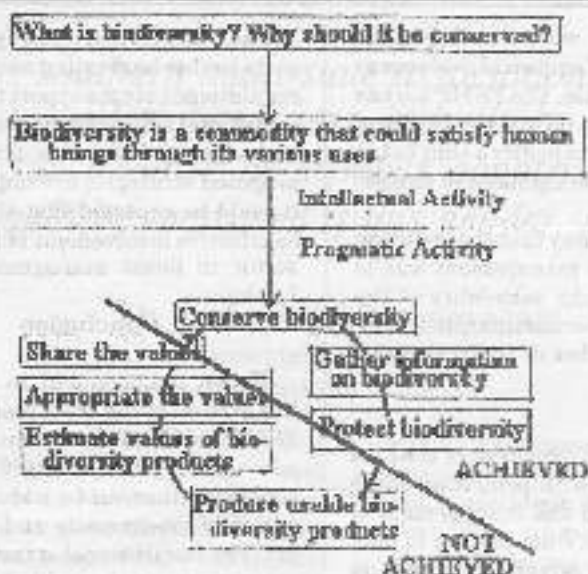 What is biodiversity? Why should it be conserved?
Biodiversity is a commodity that could satisfy human
beings through its various uses
Intellectual Activity
Pragmatic Activity
Conserve biodiversity
Share the values
Gather information
on biodiversity
Appropriate the values
Protect biodiversity
Estimate values of bio-
diversity products
ACHIEVED
Produce usable bio-
diversity products
NOT
ACHIEVED